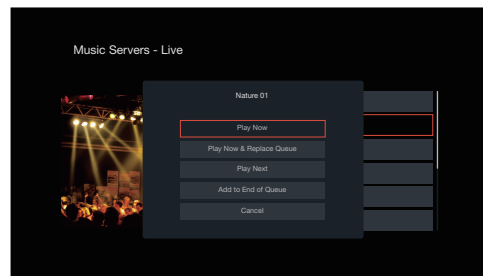 Music Servers - Live
Nature 01
Play Now
Play Now & Replace Queue
Play Next
Add to End of Queue
Cancel